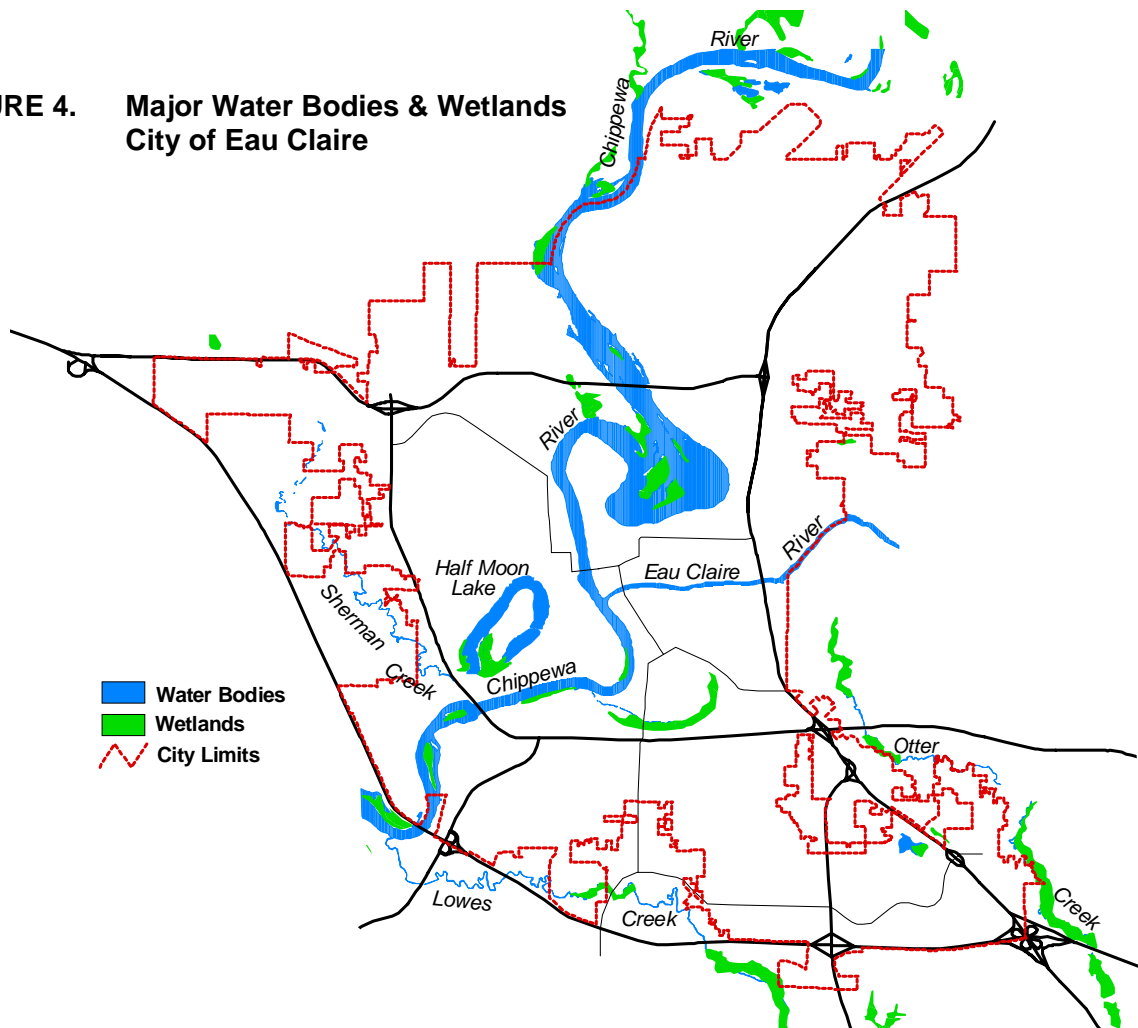 URE 4. Major Water Bodies & Wetlands
City of Eau Claire
River
Chippewa
River
River
Eau Claire
Half Moon
Lake
Sherman
Creek
Chippewa
Water Bodies
Wetlands
City Limits
Otter
Creek
Lowes
Creek